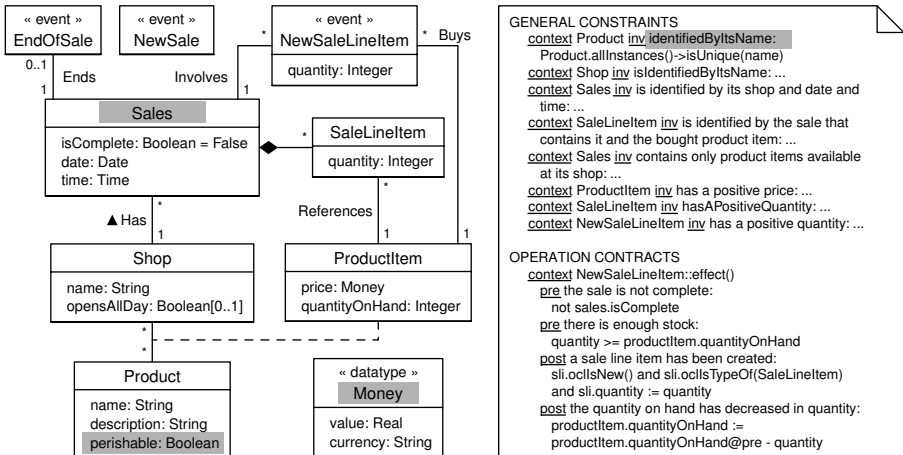 « event »
EndOfSale
« event »
NewSale
« event »
NewSaleLineItem
quantity: Integer
0..1
Ends
1
Involves
*
1
* Buys
1
Sales
isComplete: Boolean = False
date: Date
time: Time
*
SaleLineItem
quantity: Integer
*
References
1
*
▲ Has
1
Shop
name: String
opensAllDay: Boolean[0..1]
ProductItem
price: Money
quantityOnHand: Integer
*
*
Product
name: String
description: String
perishable: Boolean
« datatype »
Money
value: Real
currency: String
GENERAL CONSTRAINTS
context Product inv identifiedByItsName:
Product.allInstances()->isUnique(name)
context Shop inv isIdentifiedByItsName: ...
context Sales inv is identified by its shop and date and
time: ...
context SaleLineItem inv is identified by the sale that
contains it and the bought product item: ...
context Sales inv contains only product items available
at its shop: ...
context ProductItem inv has a positive price: ...
context SaleLineItem inv hasAPositiveQuantity: ...
context NewSaleLineItem inv has a positive quantity: ...
OPERATION CONTRACTS
context NewSaleLineItem::effect()
pre the sale is not complete:
not sales.isComplete
pre there is enough stock:
quantity >= productItem.quantityOnHand
post a sale line item has been created:
sli.oclIsNew() and sli.oclIsTypeOf(SaleLineItem)
and sli.quantity := quantity
post the quantity on hand has decreased in quantity:
productItem.quantityOnHand :=
productItem.quantityOnHand@pre - quantity